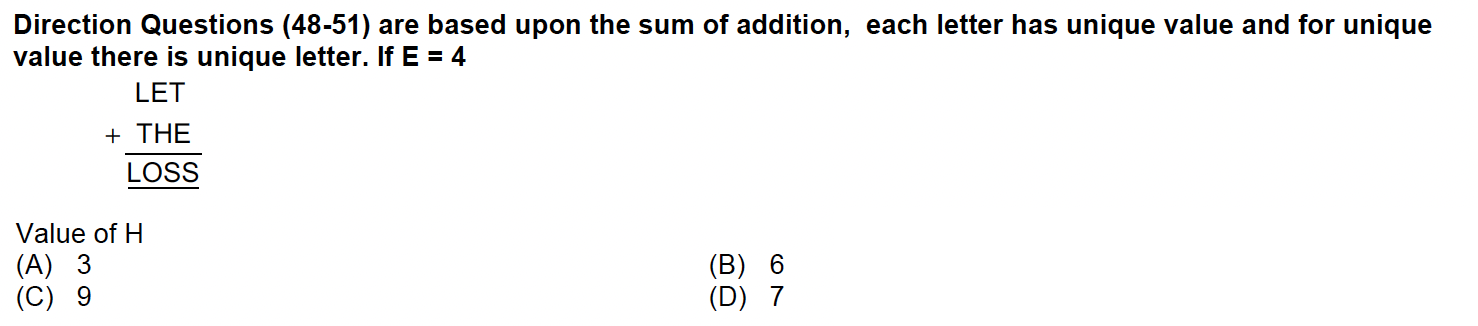 Direction Questions (48-51) are based upon the sum of addition, each letter has unique value and for unique
value there is unique letter. If E = 4
LET
+ THE
LOSS
Value of H
(A) 3
(B) 6
(C) 9
(D) 7